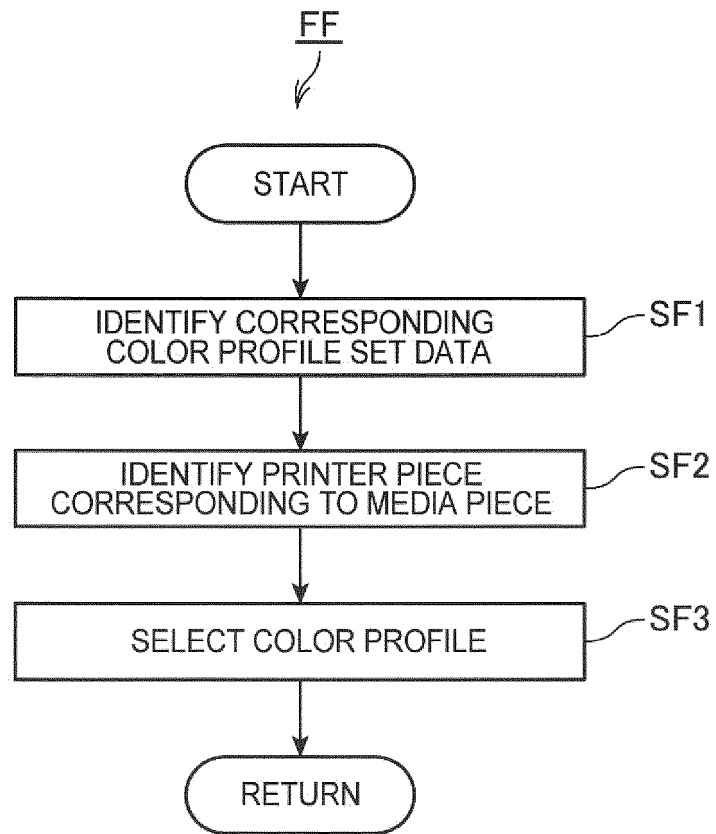 FF
START
IDENTIFY CORRESPONDING
COLOR PROFILE SET DATA
SF1
IDENTIFY PRINTER PIECE
CORRESPONDING TO MEDIA PIECE
SF2
SELECT COLOR PROFILE
SF3
RETURN